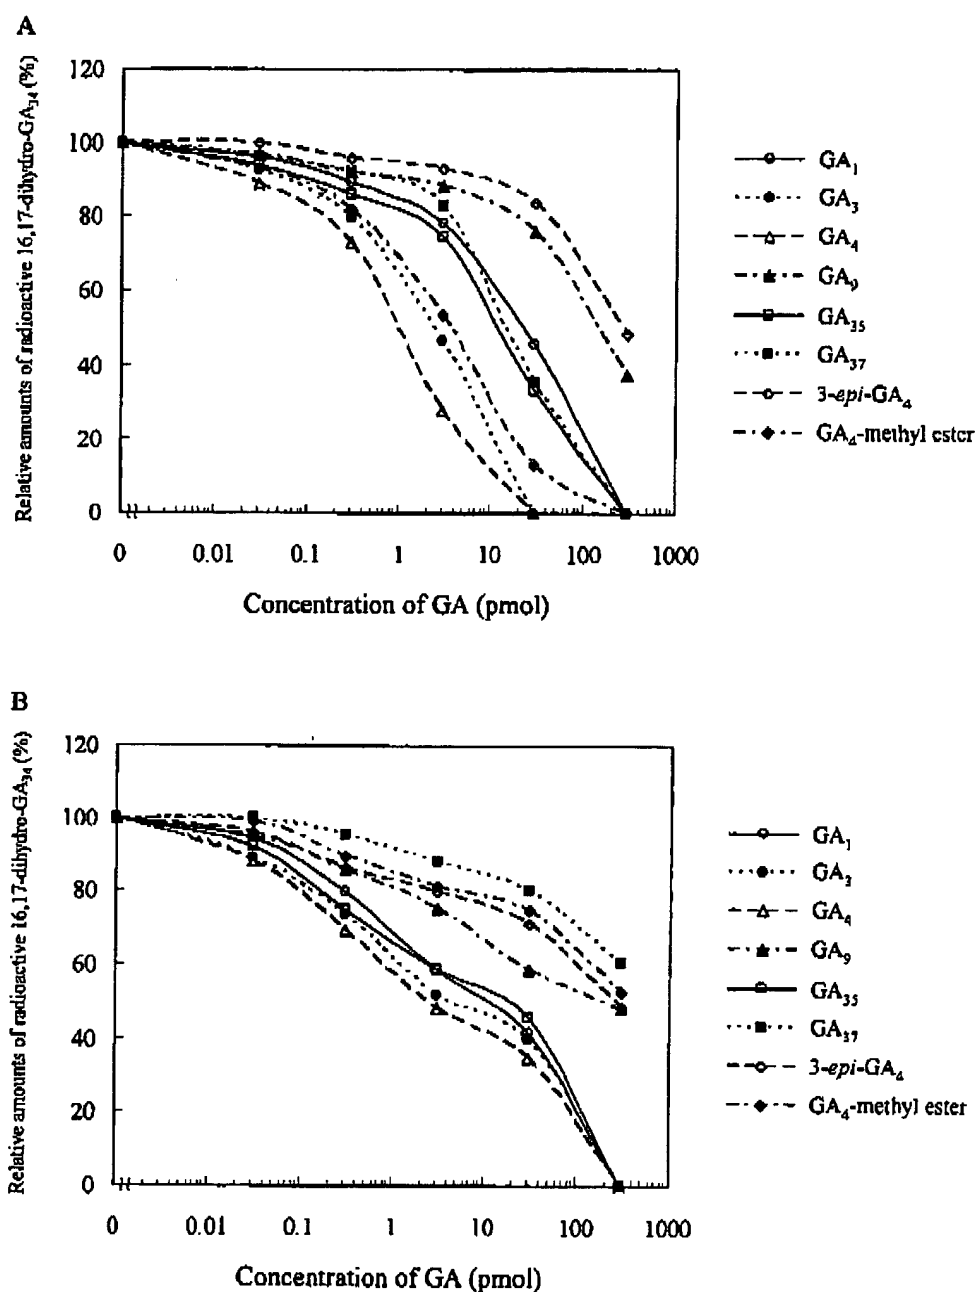 A
Relative amounts of radioactive 16,17-dihydro-GA34 (%)
120
100
80
60
40
20
0
0 0.01 0.1 1 10 100 1000
Concentration of GA (pmol)
GA1
GA3
GA4
GA9
GA35
GA37
3-epi-GA4
GA4-methyl ester
B
Relative amounts of radioactive 16,17-dihydro-GA34 (%)
120
100
80
60
40
20
0
0 0.01 0.1 1 10 100 1000
Concentration of GA (pmol)
GA1
GA3
GA4
GA9
GA35
GA37
3-epi-GA4
GA4-methyl ester